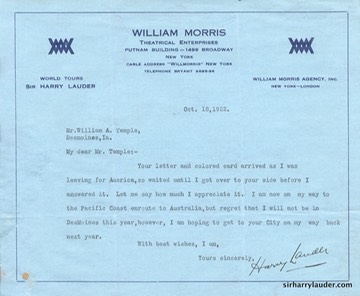 WILLIAM MORRIS
THEATRICAL ENTERPRISES
PUTNAM BUILDING—1493 BROADWAY
NEW YORK
CABLE ADDRESS "WILLMORRIS" NEW YORK
TELEPHONE BRYANT
WORLD TOURS
SIR HARRY LAUDER
WILLIAM MORRIS AGENCY, INC.
NEW YORK—LONDON
Oct. 18,1922.
Mr.William A. Temple,
Desmoines,Ia.
My dear Mr. Temple:-
Your letter and colored card arrived as I was
leaving for America, so waited until I got over to your side before I
answered it. Let me say how much I appreciate it. I am now on my way to
the Pacific Coast enroute to Australia,but regret that I will not be in
DesMoines this year,however, I am hoping to get to your City on my way back
next year.
With best wishes, I am,
Yours sincerely,
Harry Lauder
sirharrylauder.com